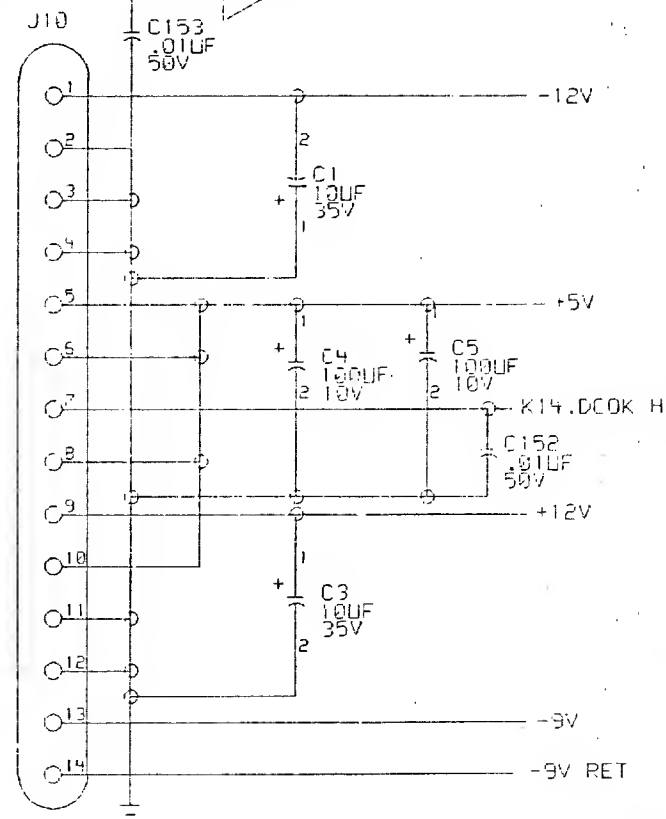 J10
C153
.01UF
50V
1
-12V
2
2
C1
10UF
35V
3
+
4
1
5
1
1
+5V
+
C4
100UF
10V
+
C5
100UF
10V
6
2
2
7
K14.DCOK H
C152
.01UF
50V
8
9
+12V
10
1
+
C3
10UF
35V
11
2
12
13
-9V
14
-9V RET